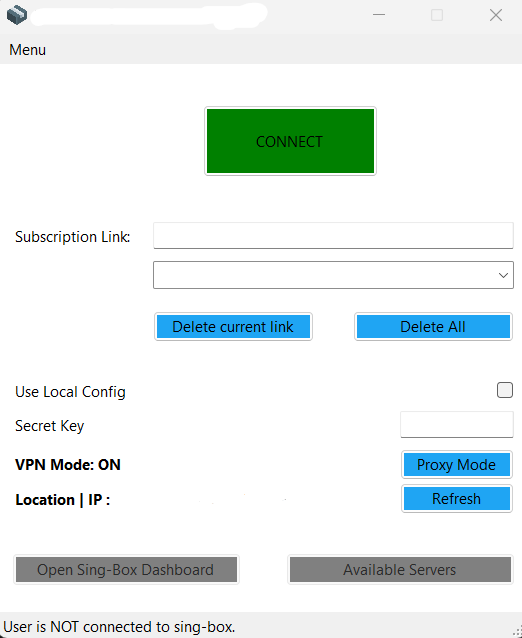 Menu
CONNECT
Subscription Link:
Delete current link Delete All
Use Local Config
Secret Key
VPN Mode: ON Proxy Mode
Location | IP : Refresh
Open Sing-Box Dashboard Available Servers
User is NOT connected to sing-box.